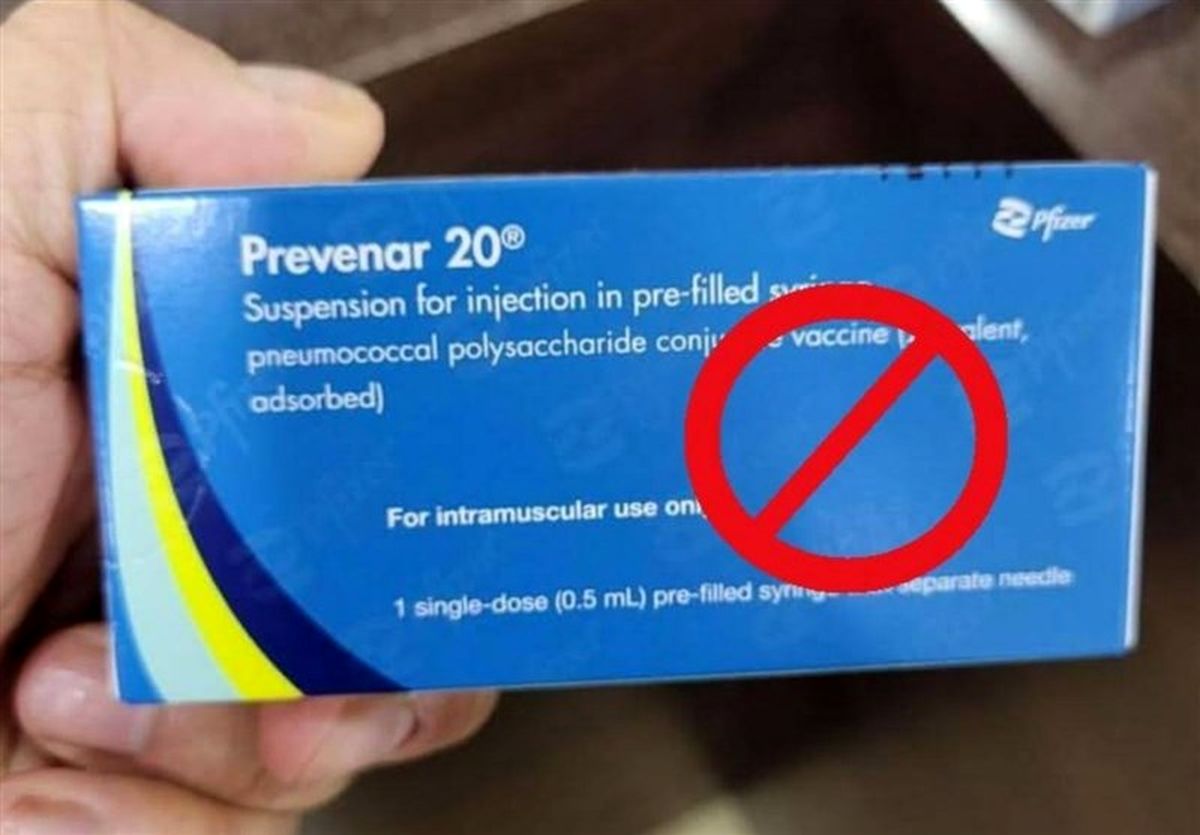 Prevenar 20®
Pfizer
Suspension for injection in pre-filled
pneumococcal polysaccharide vaccine
adsorbed)
For intramuscular use
1 single-dose (0.5 mL) pre-filled separate needle